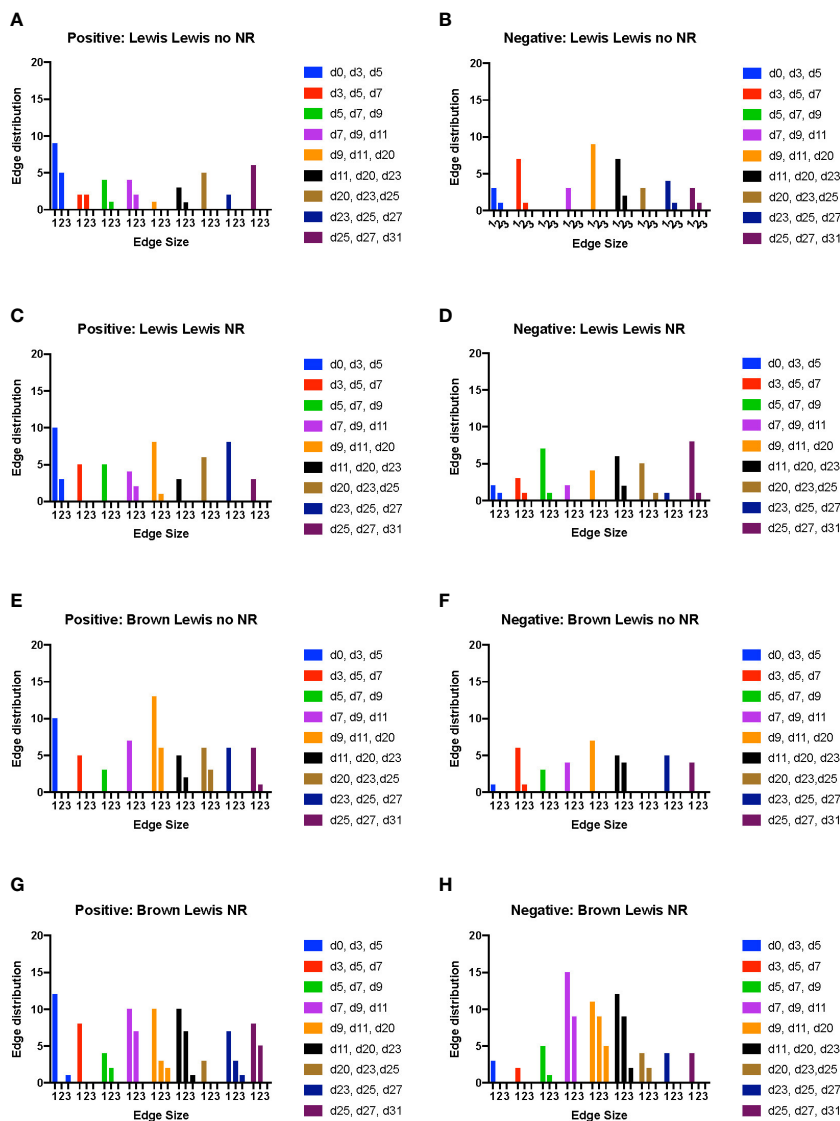 A
Positive: Lewis Lewis no NR
Edge distribution
20
15
10
5
0
123 123 123 123 123 123 123 123 123
Edge Size
d0, d3, d5
d3, d5, d7
d5, d7, d9
d7, d9, d11
d9, d11, d20
d11, d20, d23
d20, d23,d25
d23, d25, d27
d25, d27, d31
B
Negative: Lewis Lewis no NR
Edge distribution
20
15
10
5
0
123 123 123 123 123 123 123 123 123
Edge Size
d0, d3, d5
d3, d5, d7
d5, d7, d9
d7, d9, d11
d9, d11, d20
d11, d20, d23
d20, d23,d25
d23, d25, d27
d25, d27, d31
C
Positive: Lewis Lewis NR
Edge distribution
20
15
10
5
0
123 123 123 123 123 123 123 123 123
Edge Size
d0, d3, d5
d3, d5, d7
d5, d7, d9
d7, d9, d11
d9, d11, d20
d11, d20, d23
d20, d23,d25
d23, d25, d27
d25, d27, d31
D
Negative: Lewis Lewis NR
Edge distribution
20
15
10
5
0
123 123 123 123 123 123 123 123 123
Edge Size
d0, d3, d5
d3, d5, d7
d5, d7, d9
d7, d9, d11
d9, d11, d20
d11, d20, d23
d20, d23,d25
d23, d25, d27
d25, d27, d31
E
Positive: Brown Lewis no NR
Edge distribution
20
15
10
5
0
123 123 123 123 123 123 123 123 123
Edge Size
d0, d3, d5
d3, d5, d7
d5, d7, d9
d7, d9, d11
d9, d11, d20
d11, d20, d23
d20, d23,d25
d23, d25, d27
d25, d27, d31
F
Negative: Brown Lewis no NR
Edge distribution
20
15
10
5
0
123 123 123 123 123 123 123 123 123
Edge Size
d0, d3, d5
d3, d5, d7
d5, d7, d9
d7, d9, d11
d9, d11, d20
d11, d20, d23
d20, d23,d25
d23, d25, d27
d25, d27, d31
G
Positive: Brown Lewis NR
Edge distribution
20
15
10
5
0
123 123 123 123 123 123 123 123 123
Edge Size
d0, d3, d5
d3, d5, d7
d5, d7, d9
d7, d9, d11
d9, d11, d20
d11, d20, d23
d20, d23,d25
d23, d25, d27
d25, d27, d31
H
Negative: Brown Lewis NR
Edge distribution
20
15
10
5
0
123 123 123 123 123 123 123 123 123
Edge Size
d0, d3, d5
d3, d5, d7
d5, d7, d9
d7, d9, d11
d9, d11, d20
d11, d20, d23
d20, d23,d25
d23, d25, d27
d25, d27, d31